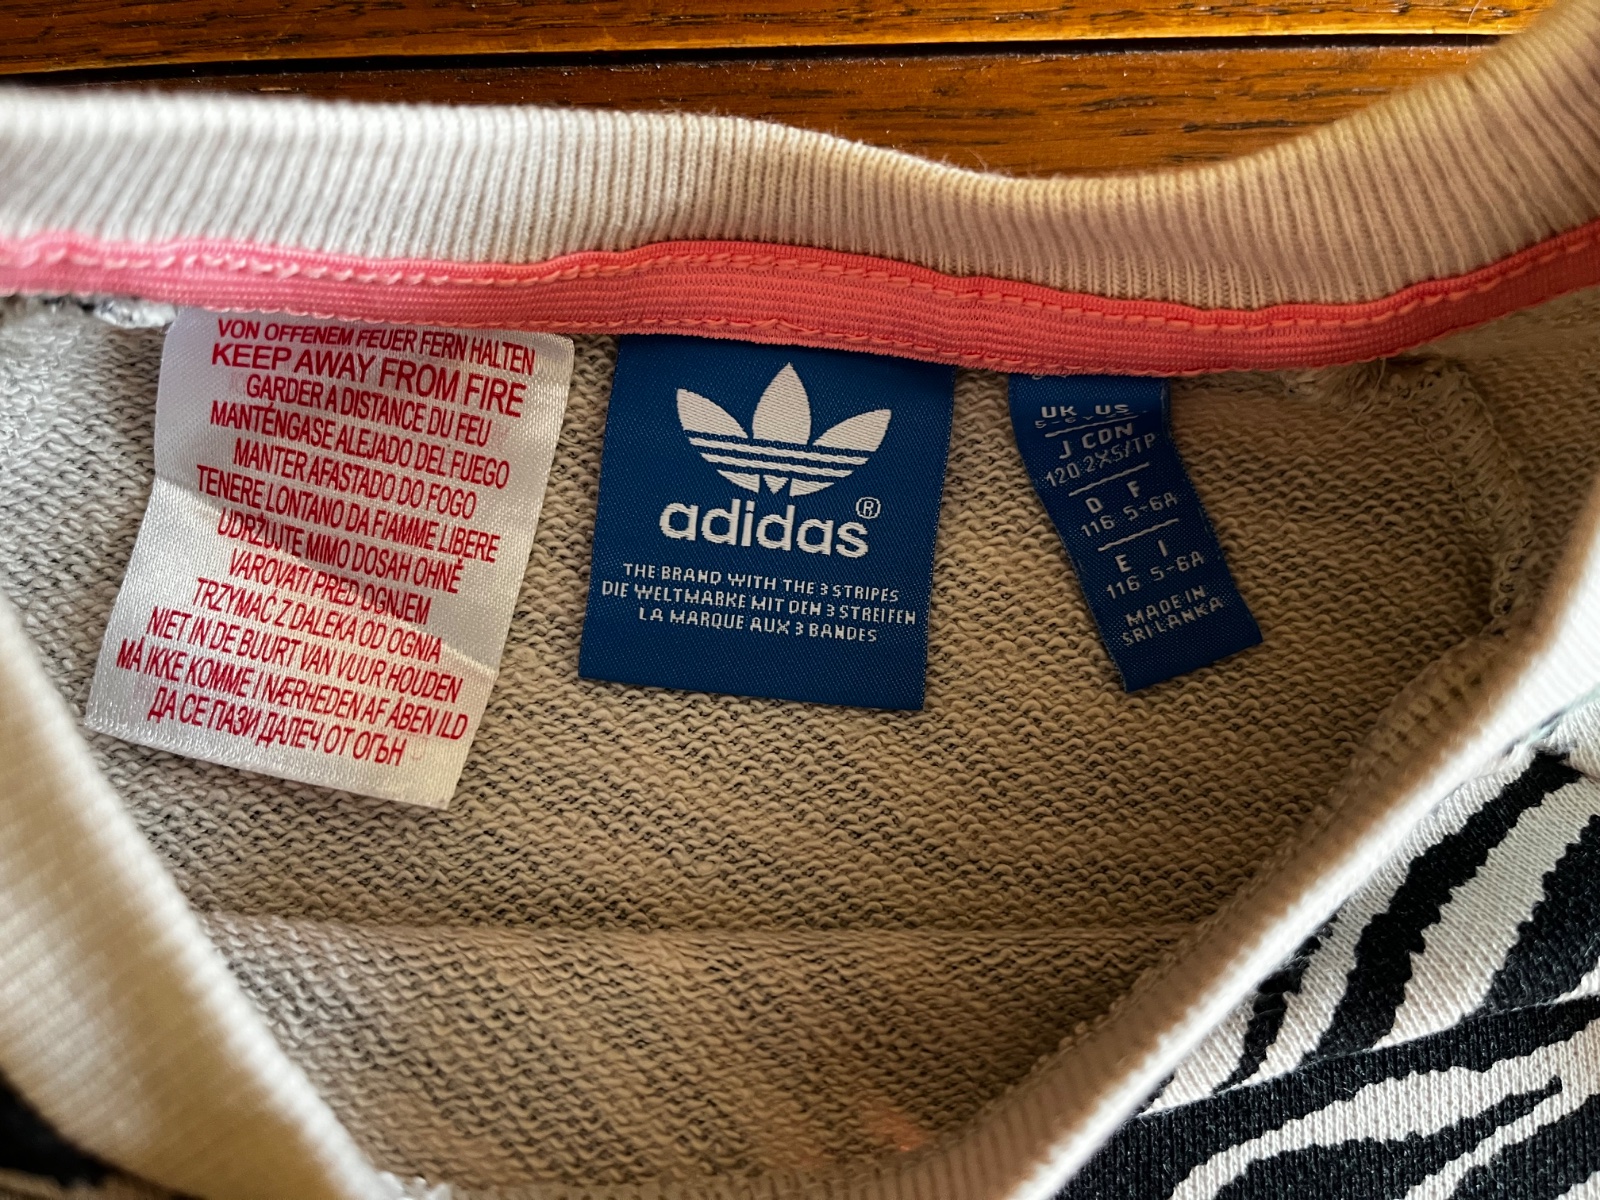 VON OFFENEM FEUER FERN HALTEN
KEEP AWAY FROM FIRE
GARDER A DISTANCE DU FEU
MANTÉNGASE ALEJADO DEL FUEGO
MANTER AFASTADO DO FOGO
TENERE LONTANO DA FIAMME LIBERE
UDRŽUJTE MIMO DOSAH OHNĚ
VAROVATI PRED OGNJEM
TRZYMAĆ Z DALEKA OD OGNIA
NIET IN DE BUURT VAN VUUR HOUDEN
MÅ IKKE KOMME I NÆRHEDEN AF ÅBEN ILD
ДА СЕ ПАЗИ ДАЛЕЧ ОТ ОГЪН
adidas®
THE BRAND WITH THE 3 STRIPES
DIE WELTMARKE MIT DEN 3 STREIFEN
LA MARQUE AUX 3 BANDES
UK US
J CDN
120 2XS/TP
D F
116 5-6A
E I
116 5-6A
MADE IN
SRI LANKA